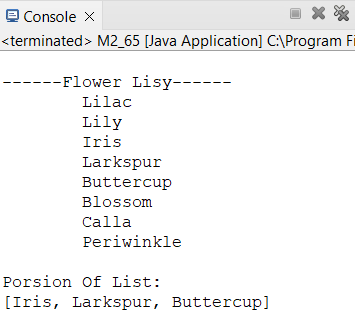 Console
<terminated> M2_65 [Java Application] C:\Program Fi
------Flower Lisy------
Lilac
Lily
Iris
Larkspur
Buttercup
Blossom
Calla
Periwinkle
Porsion Of List:
[Iris, Larkspur, Buttercup]